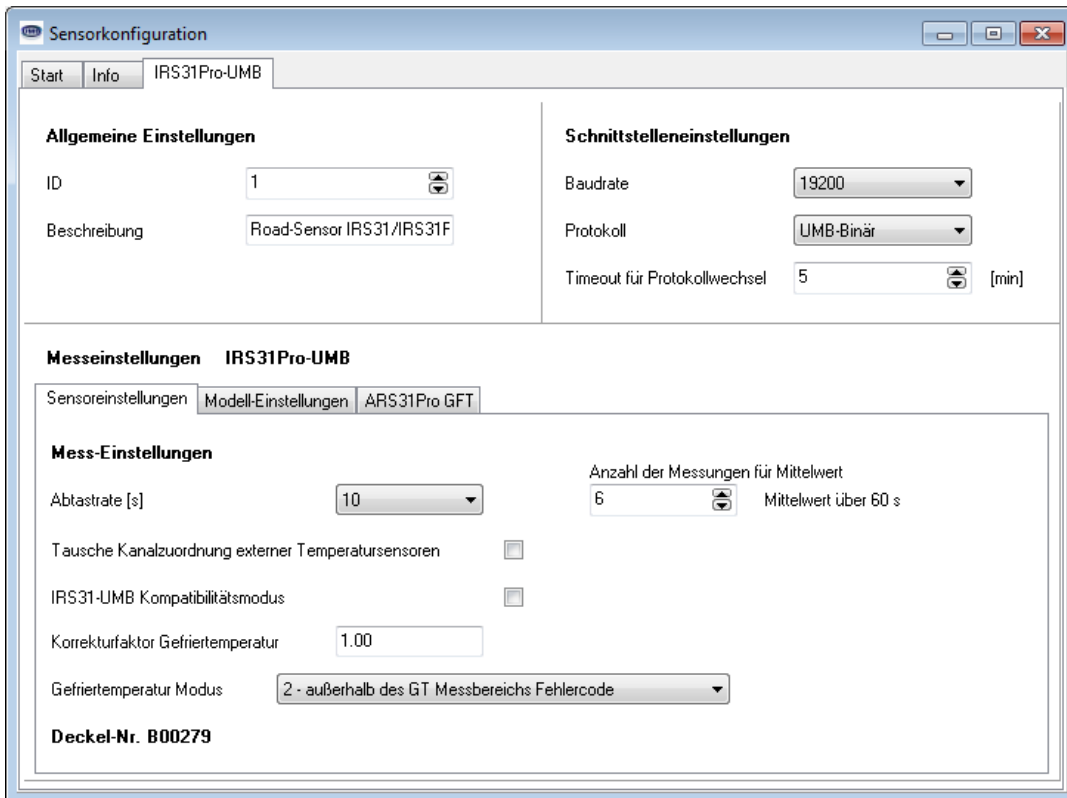 Sensorkonfiguration
Start Info IRS31Pro-UMB
Allgemeine Einstellungen
ID 1
Beschreibung Road-Sensor IRS31/IRS31F
Schnittstelleneinstellungen
Baudrate 19200
Protokoll UMB-Binär
Timeout für Protokollwechsel 5 [min]
Messeinstellungen IRS31Pro-UMB
Sensoreinstellungen Modell-Einstellungen ARS31Pro GFT
Mess-Einstellungen
Anzahl der Messungen für Mittelwert
Abtastrate [s] 10 6 Mittelwert über 60 s
Tausche Kanalzuordnung externer Temperatursensoren
IRS31-UMB Kompatibilitätsmodus
Korrekturfaktor Gefriertemperatur 1.00
Gefriertemperatur Modus 2 - außerhalb des GT Messbereichs Fehlercode
Deckel-Nr. B00279